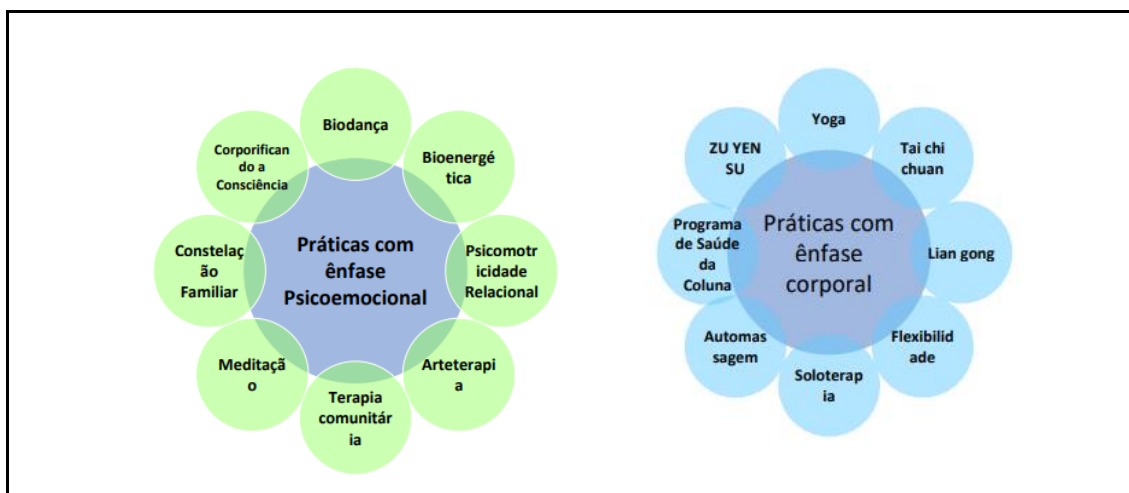 Biodança
Bioenergé
tica
Psicomotr
icidade
Relacional
Arteterapi
a
Terapia
comunitár
ia
Meditaçã
o
Constelaç
ão
Familiar
Corporifican
do a
Consciência
Práticas com
ênfase
Psicoemocional
Yoga
Tai chi
chuan
Lian gong
Flexibilid
ade
Soloterap
ia
Automas
sagem
Programa
de Saúde
da
Coluna
ZU YEN
SU
Práticas com
ênfase
corporal